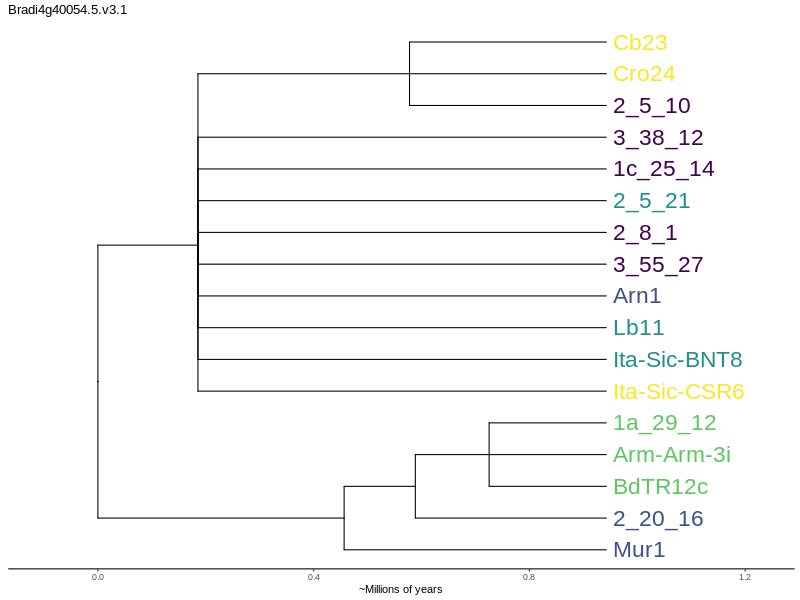 Bradi4g40054.5.v3.1
Cb23
Cro24
2_5_10
3_38_12
1c_25_14
2_5_21
2_8_1
3_55_27
Arn1
Lb11
Ita-Sic-BNT8
Ita-Sic-CSR6
1a_29_12
Arm-Arm-3i
BdTR12c
2_20_16
Mur1
0.0 0.4 0.8 1.2
~Millions of years